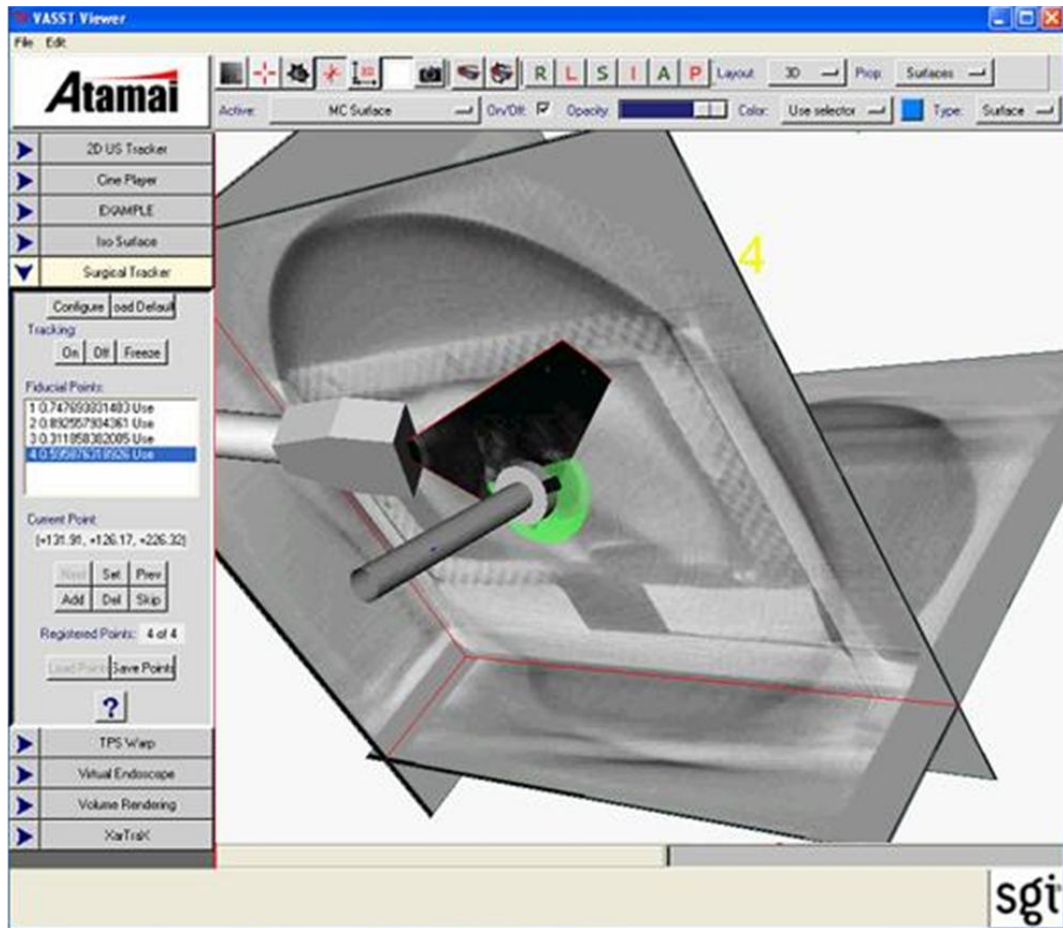 VASST Viewer
File Edit
Atamai
R L S I A P Layout: 3D Prop: Surfaces
Active: MC Surface On/Off: Opacity: Color: Use selector Type: Surface
2D US Tracker
Cine Player
EXAMPLE
Iso Surface
Surgical Tracker
Configure oad Default
Tracking:
On Off Freeze
Fiducial Points:
1 0.747693831483 Use
2 0.892557934361 Use
3 0.311858382005 Use
4 0.595876318926 Use
Current Point:
(+131.91, +126.17, +226.32)
Next Set Prev
Add Del Skip
Registered Points: 4 of 4
Load Points Save Points
?
TPS Warp
Virtual Endoscope
Volume Rendering
XarTraX
4
sgi